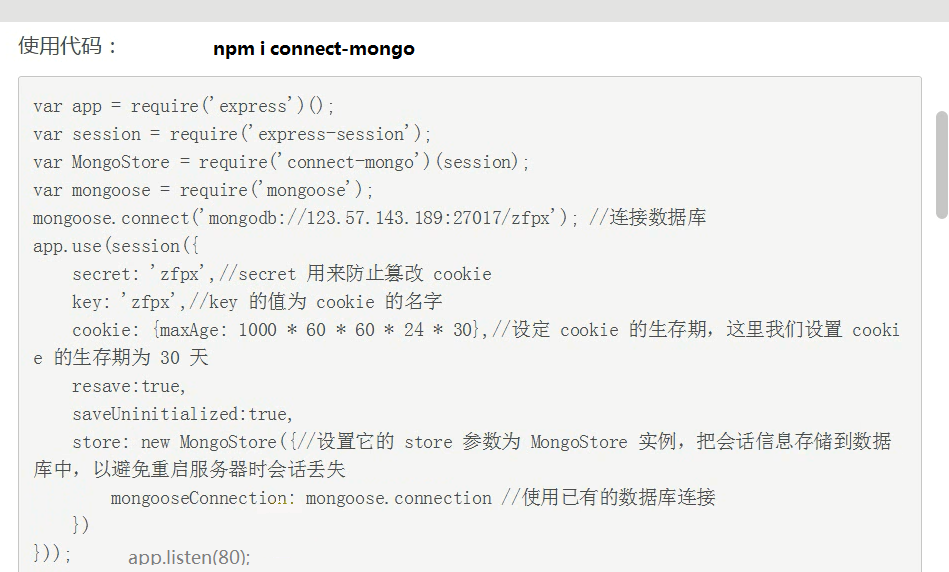 使用代码： npm i connect-mongo
var app = require('express')();
var session = require('express-session');
var MongoStore = require('connect-mongo')(session);
var mongoose = require('mongoose');
mongoose.connect('mongodb://123.57.143.189:27017/zfpx'); //连接数据库
app.use(session({
    secret: 'zfpx',//secret 用来防止篡改 cookie
    key: 'zfpx',//key 的值为 cookie 的名字
    cookie: {maxAge: 1000 * 60 * 60 * 24 * 30},//设定 cookie 的生存期，这里我们设置 cooki
e 的生存期为 30 天
    resave:true,
    saveUninitialized:true,
    store: new MongoStore({//设置它的 store 参数为 MongoStore 实例，把会话信息存储到数据
库中，以避免重启服务器时会话丢失
        mongooseConnection: mongoose.connection //使用已有的数据库连接
    })
})); app.listen(80);